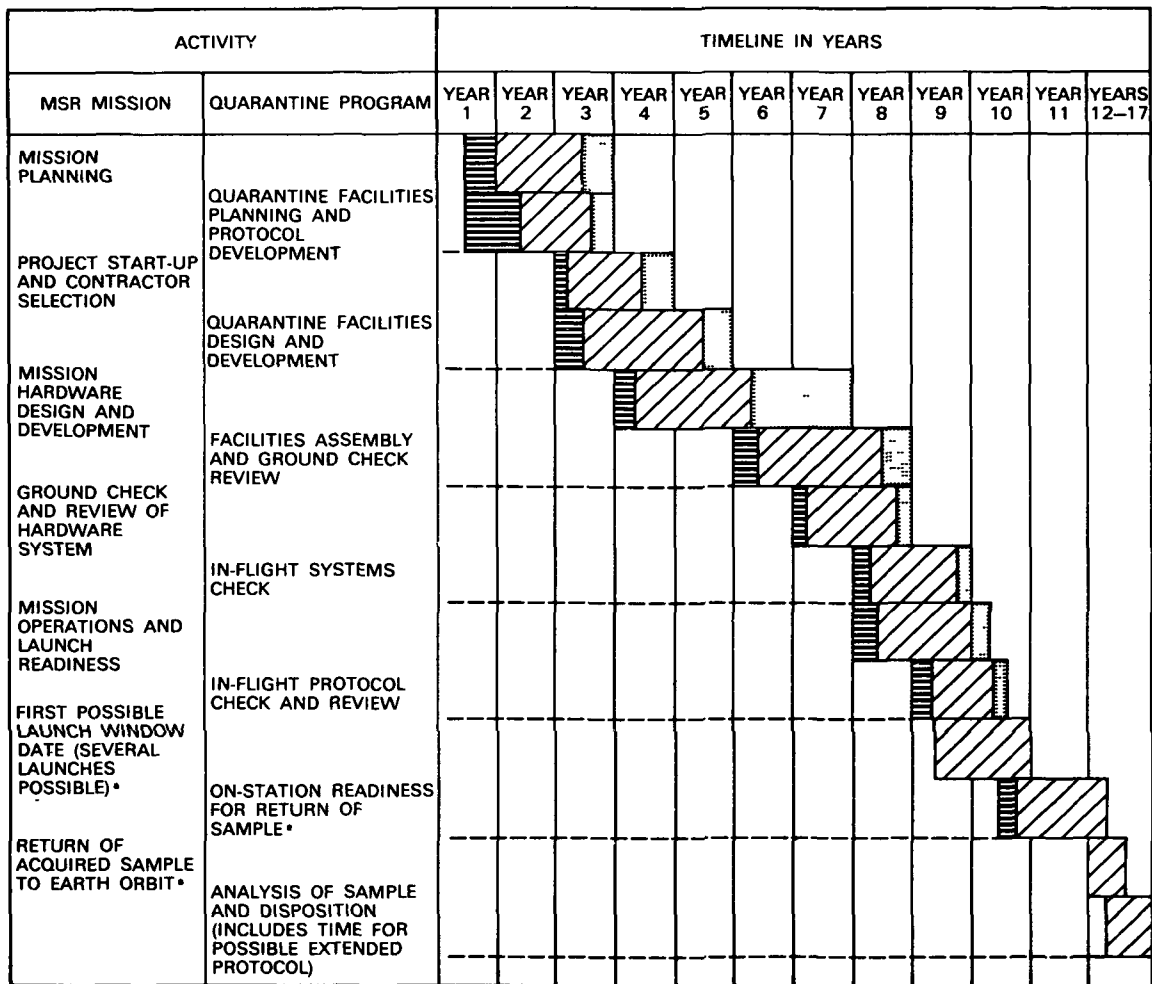 ACTIVITY
TIMELINE IN YEARS
MSR MISSION
QUARANTINE PROGRAM
YEAR
1
YEAR
2
YEAR
3
YEAR
4
YEAR
5
YEAR
6
YEAR
7
YEAR
8
YEAR
9
YEAR
10
YEAR
11
YEARS
12–17
MISSION
PLANNING
QUARANTINE FACILITIES
PLANNING AND
PROTOCOL
DEVELOPMENT
PROJECT START-UP
AND CONTRACTOR
SELECTION
QUARANTINE FACILITIES
DESIGN AND
DEVELOPMENT
MISSION
HARDWARE
DESIGN AND
DEVELOPMENT
FACILITIES ASSEMBLY
AND GROUND CHECK
REVIEW
GROUND CHECK
AND REVIEW OF
HARDWARE
SYSTEM
IN-FLIGHT SYSTEMS
CHECK
MISSION
OPERATIONS AND
LAUNCH
READINESS
IN-FLIGHT PROTOCOL
CHECK AND REVIEW
FIRST POSSIBLE
LAUNCH WINDOW
DATE (SEVERAL
LAUNCHES
POSSIBLE)*
ON-STATION READINESS
FOR RETURN OF
SAMPLE*
RETURN OF
ACQUIRED SAMPLE
TO EARTH ORBIT*
ANALYSIS OF SAMPLE
AND DISPOSITION
(INCLUDES TIME FOR
POSSIBLE EXTENDED
PROTOCOL)